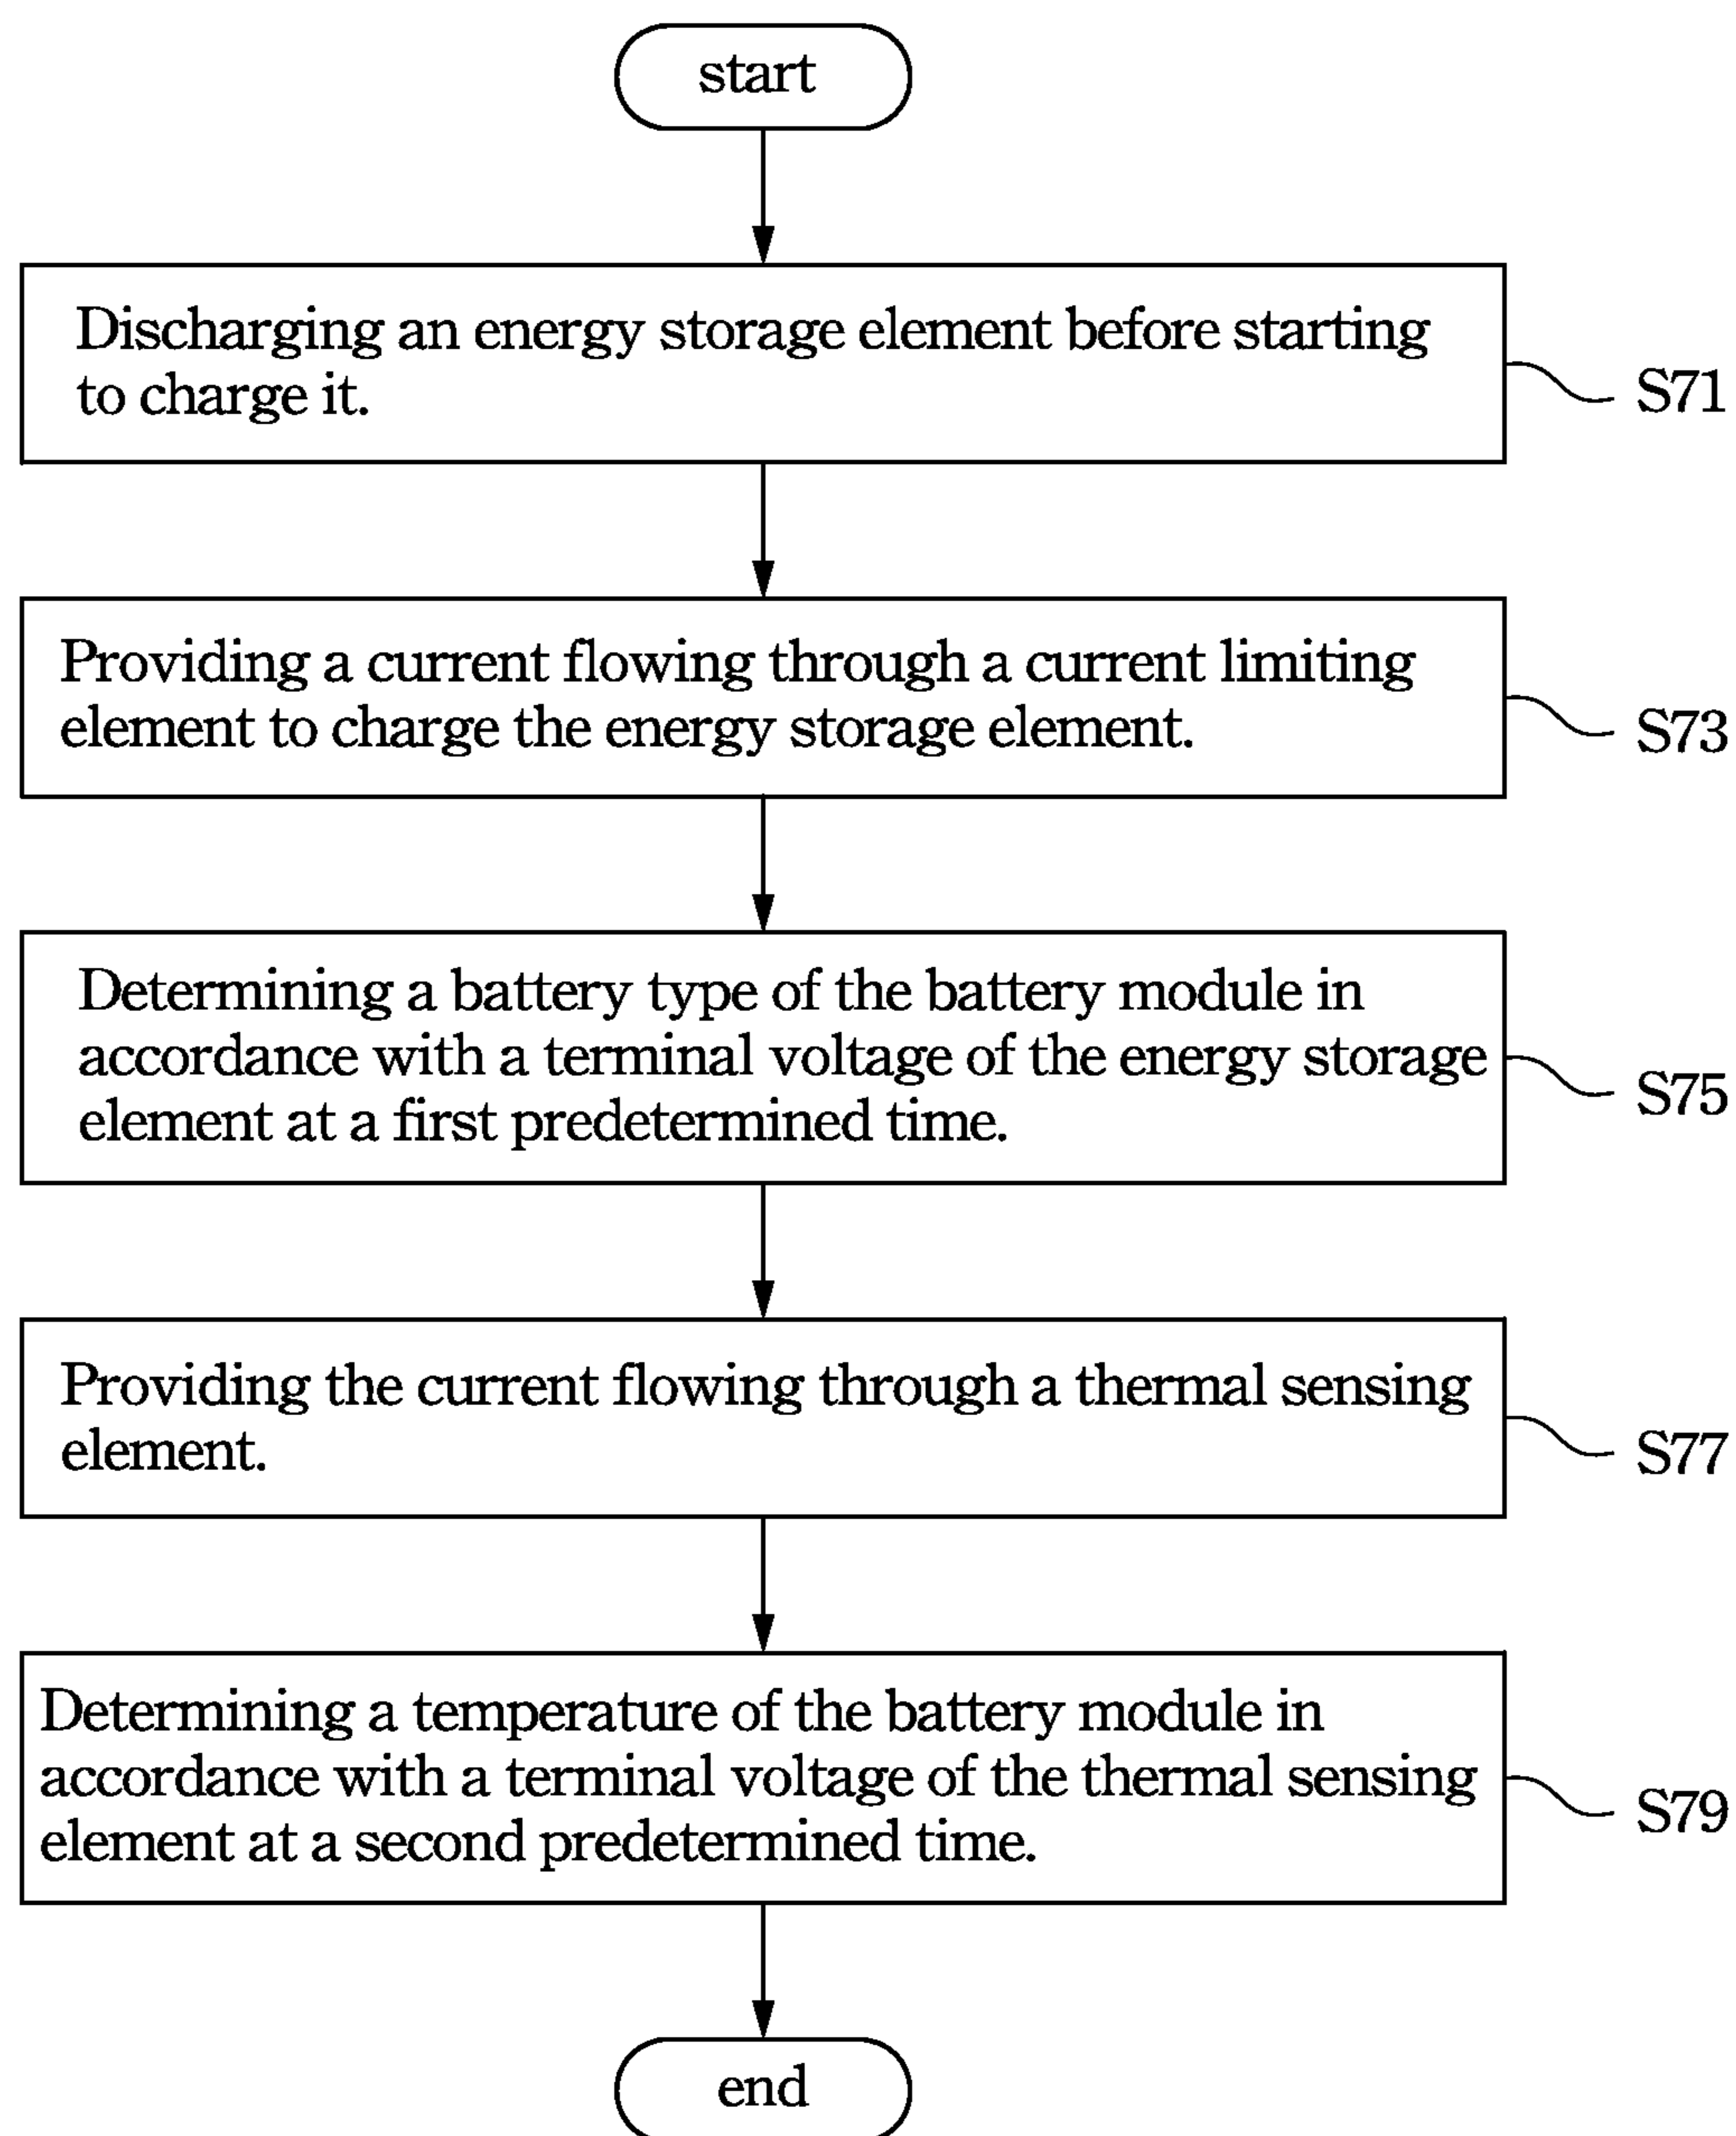 start
Discharging an energy storage element before starting
to charge it.
S71
Providing a current flowing through a current limiting
element to charge the energy storage element.
S73
Determining a battery type of the battery module in
accordance with a terminal voltage of the energy storage
element at a first predetermined time.
S75
Providing the current flowing through a thermal sensing
element.
S77
Determining a temperature of the battery module in
accordance with a terminal voltage of the thermal sensing
element at a second predetermined time.
S79
end